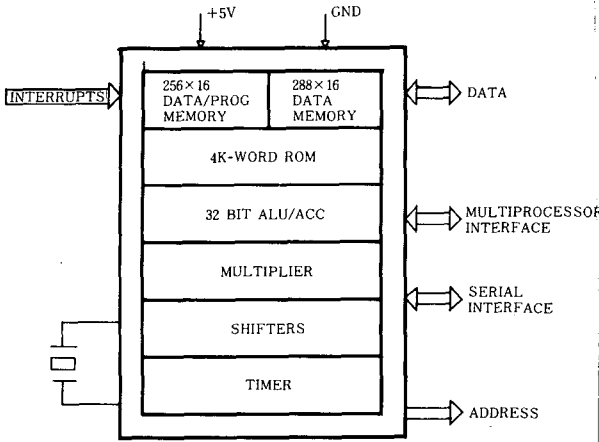 +5V
GND
INTERRUPTS
256×16
DATA/PROG
MEMORY
288×16
DATA
MEMORY
DATA
4K-WORD ROM
32 BIT ALU/ACC
MULTIPROCESSOR
INTERFACE
MULTIPLIER
SERIAL
INTERFACE
SHIFTERS
TIMER
ADDRESS